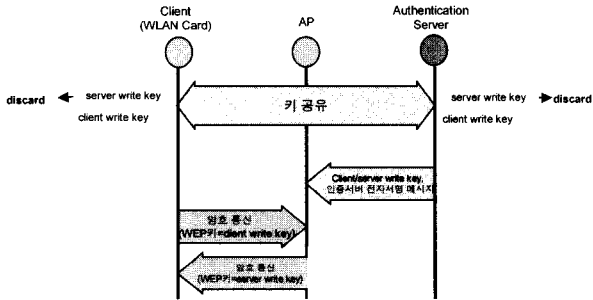 Client
(WLAN Card)
AP
Authentication
Server
discard
server write key
client write key
키 공유
server write key
client write key
discard
Client/server write key,
인증서버 전자서명 메시지
암호 통신
(WEP키=client write key)
암호 통신
(WEP키=server write key)